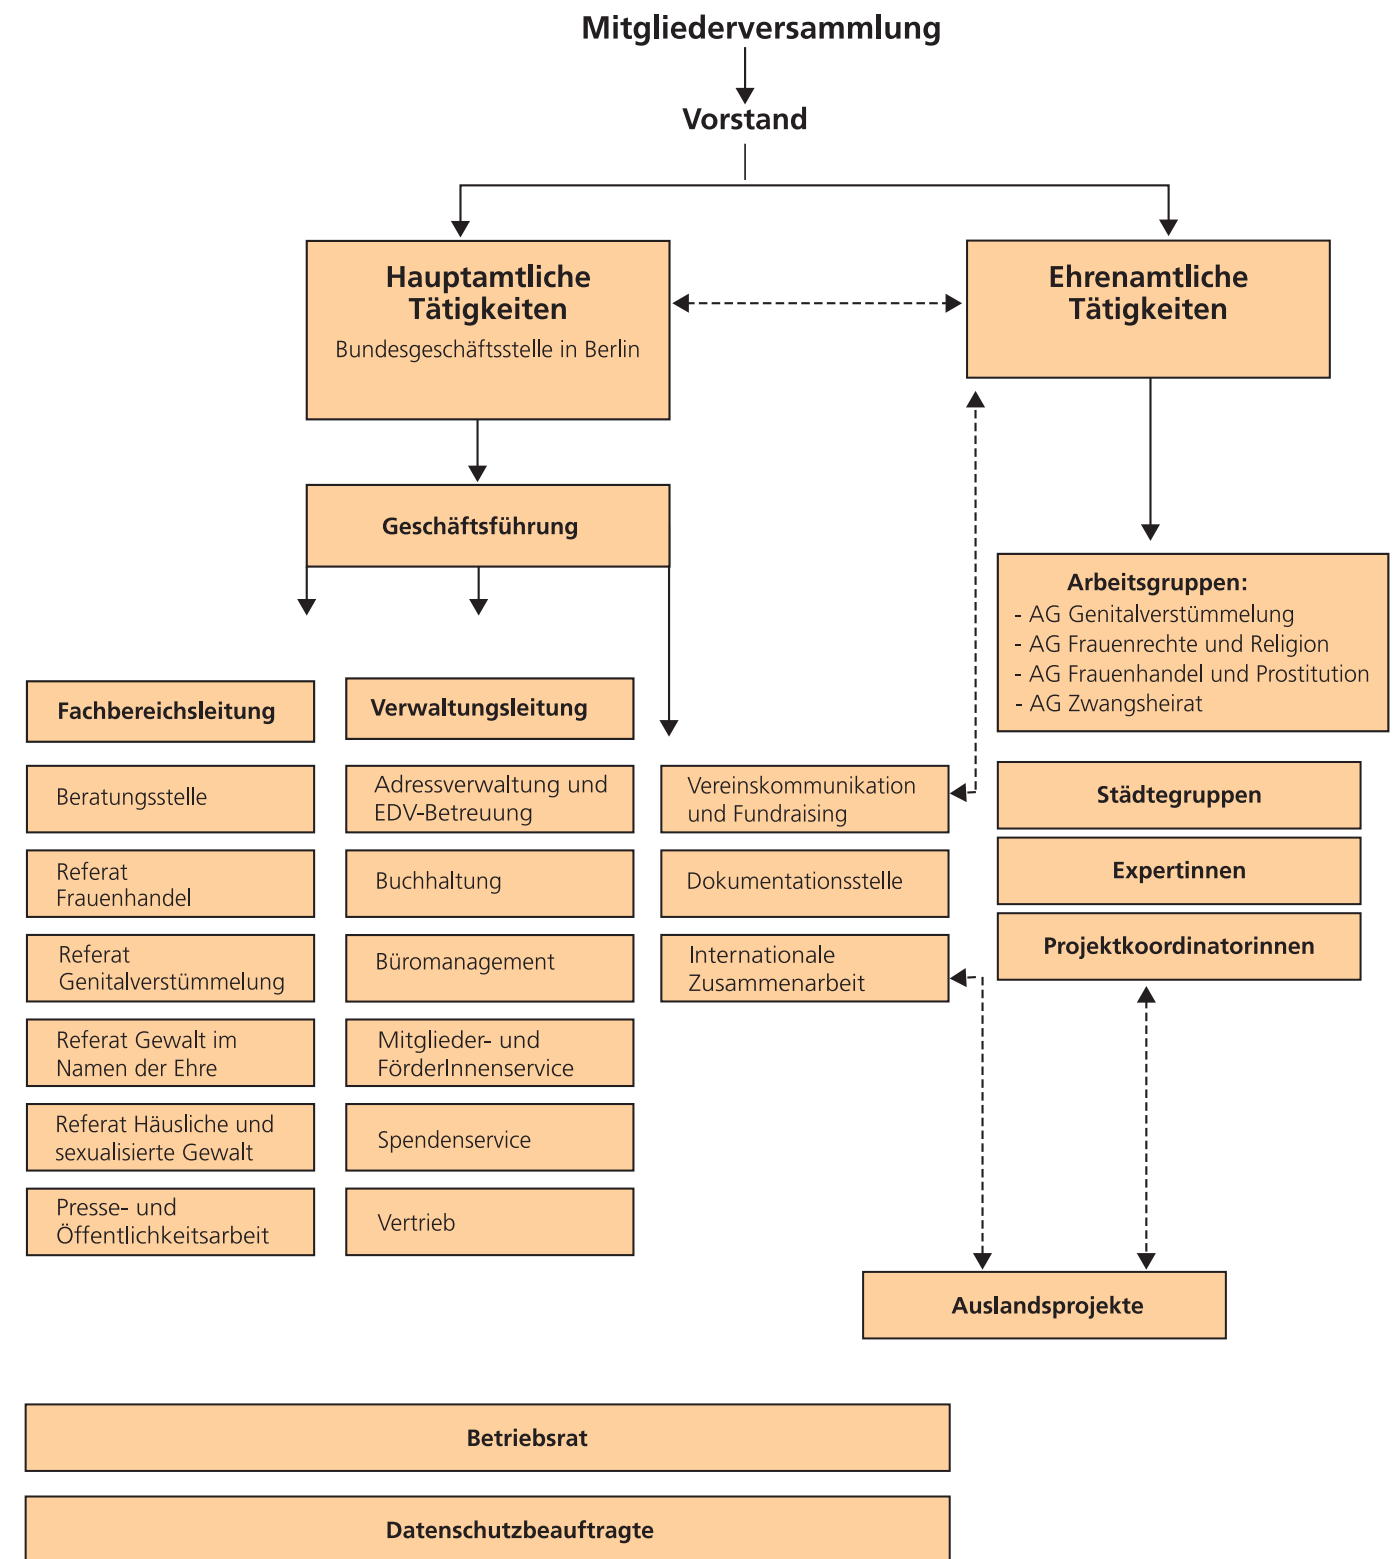 Mitgliederversammlung
Vorstand
Hauptamtliche
Tätigkeiten
Bundesgeschäftsstelle in Berlin
Ehrenamtliche
Tätigkeiten
Geschäftsführung
Arbeitsgruppen:
- AG Genitalverstümmelung
- AG Frauenrechte und Religion
- AG Frauenhandel und Prostitution
- AG Zwangsheirat
Fachbereichsleitung
Beratungsstelle
Referat
Frauenhandel
Referat
Genitalverstümmelung
Referat Gewalt im
Namen der Ehre
Referat Häusliche und
sexualisierte Gewalt
Presse- und
Öffentlichkeitsarbeit
Verwaltungsleitung
Adressverwaltung und
EDV-Betreuung
Buchhaltung
Büromanagement
Mitglieder- und
FörderInnenservice
Spendenservice
Vertrieb
Vereinskommunikation
und Fundraising
Dokumentationsstelle
Internationale
Zusammenarbeit
Städtegruppen
Expertinnen
Projektkoordinatorinnen
Auslandsprojekte
Betriebsrat
Datenschutzbeauftragte